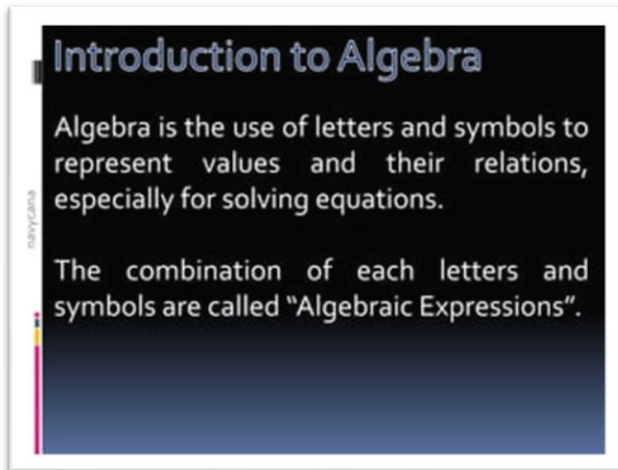 Introduction to Algebra
Algebra is the use of letters and symbols to
represent values and their relations,
especially for solving equations.
The combination of each letters and
symbols are called “Algebraic Expressions”.
navycana